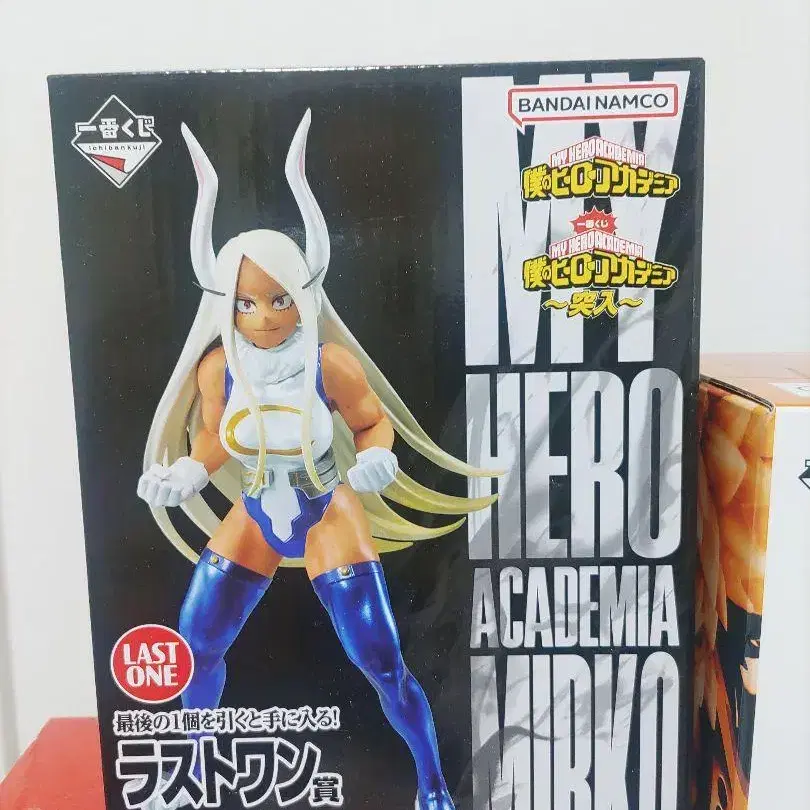 一番くじ
ichibankuji
BANDAI NAMCO
MY HERO ACADEMIA
僕のヒーローアカデミア
一番くじ
MY HERO ACADEMIA
僕のヒーローアカデミア
～突入～
MY
HERO
ACADEMIA
MIRKO
LAST
ONE
最後の1個を引くと手に入る!
ラストワン賞